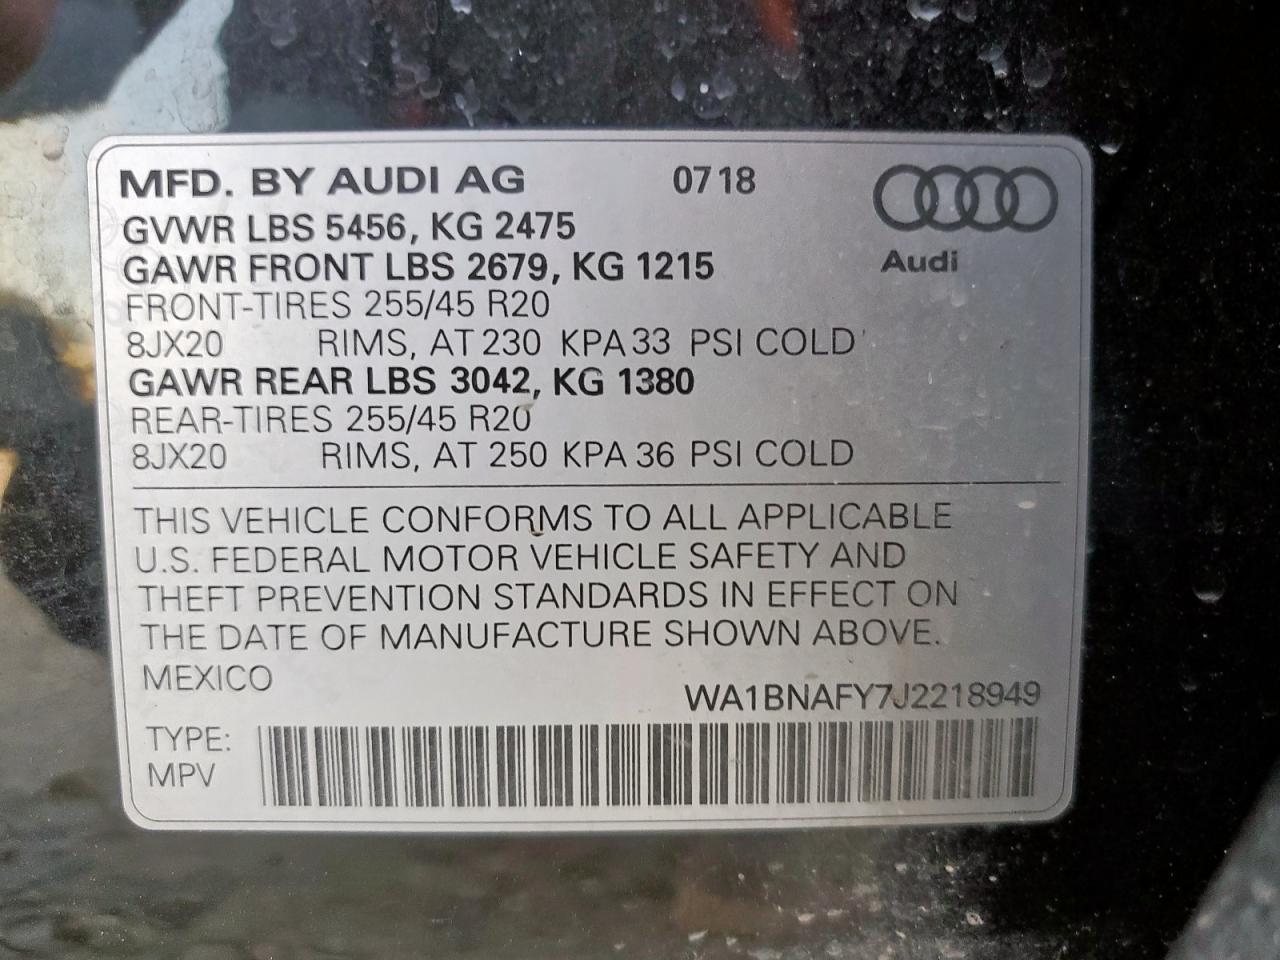 MFD. BY AUDI AG 0718
Audi
GVWR LBS 5456, KG 2475
GAWR FRONT LBS 2679, KG 1215
FRONT-TIRES 255/45 R20
8JX20 RIMS, AT 230 KPA 33 PSI COLD
GAWR REAR LBS 3042, KG 1380
REAR-TIRES 255/45 R20
8JX20 RIMS, AT 250 KPA 36 PSI COLD
THIS VEHICLE CONFORMS TO ALL APPLICABLE
U.S. FEDERAL MOTOR VEHICLE SAFETY AND
THEFT PREVENTION STANDARDS IN EFFECT ON
THE DATE OF MANUFACTURE SHOWN ABOVE.
MEXICO
WA1BNAFY7J2218949
TYPE:
MPV